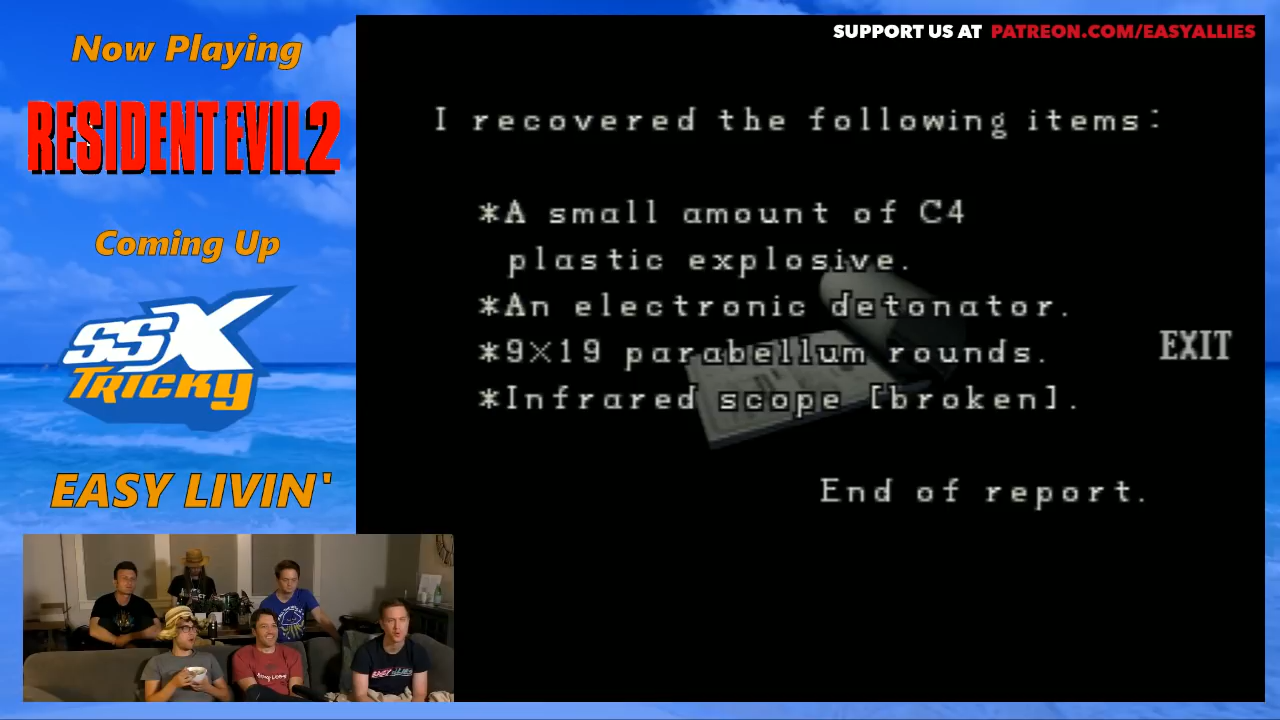 Now Playing
RESIDENT EVIL 2
Coming Up
SSX
TRICKY
EASY LIVIN'
SUPPORT US AT PATREON.COM/EASYALLIES
I recovered the following items:
*A small amount of C4
plastic explosive.
*An electronic detonator.
*9×19 parabellum rounds.
*Infrared scope [broken].
EXIT
End of report.